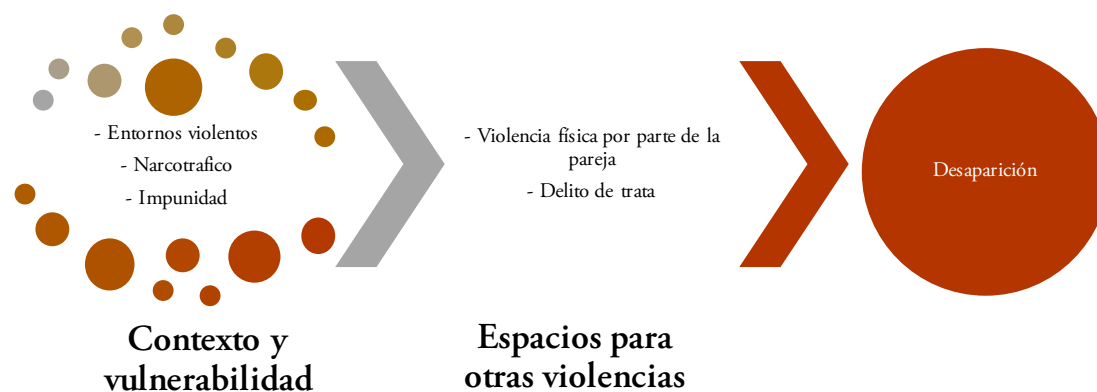 - Entornos violentos
- Narcotrafico
- Impunidad
- Violencia física por parte de la
pareja
- Delito de trata
Desaparición
Contexto y
vulnerabilidad
Espacios para
otras violencias